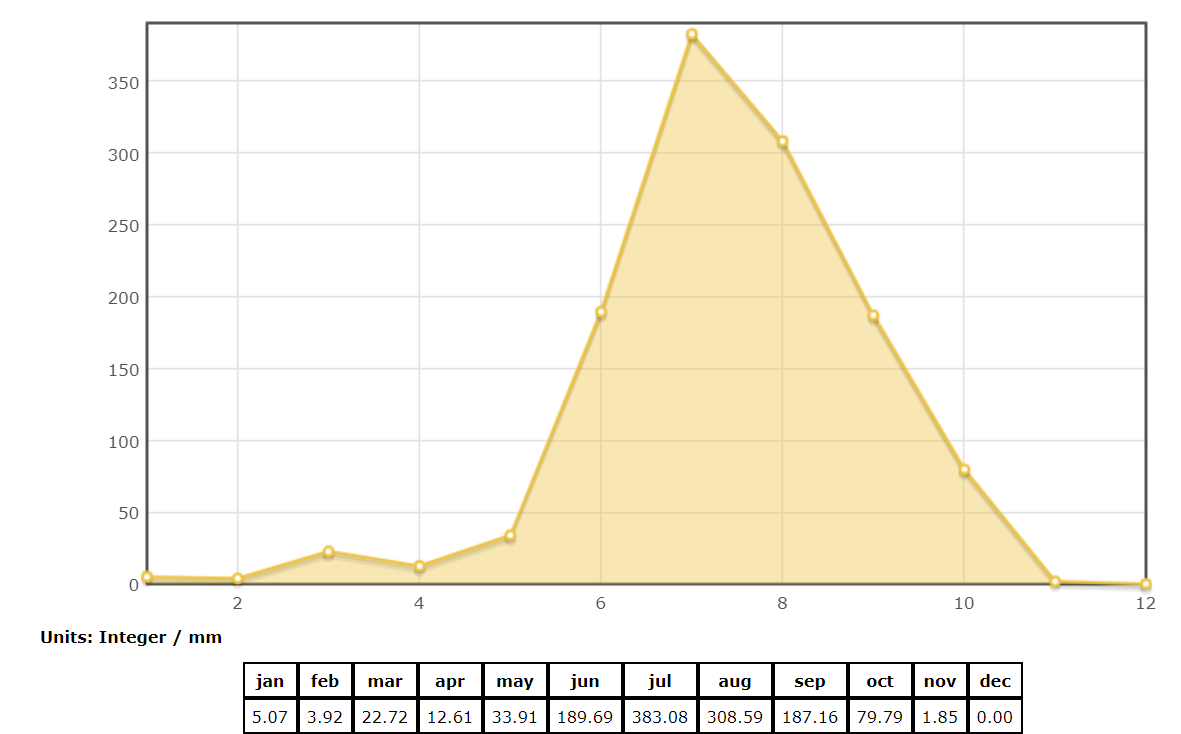 350
300
250
200
150
100
50
0
2 4 6 8 10 12
Units: Integer / mm
jan feb mar apr may jun jul aug sep oct nov dec
5.07 3.92 22.72 12.61 33.91 189.69 383.08 308.59 187.16 79.79 1.85 0.00